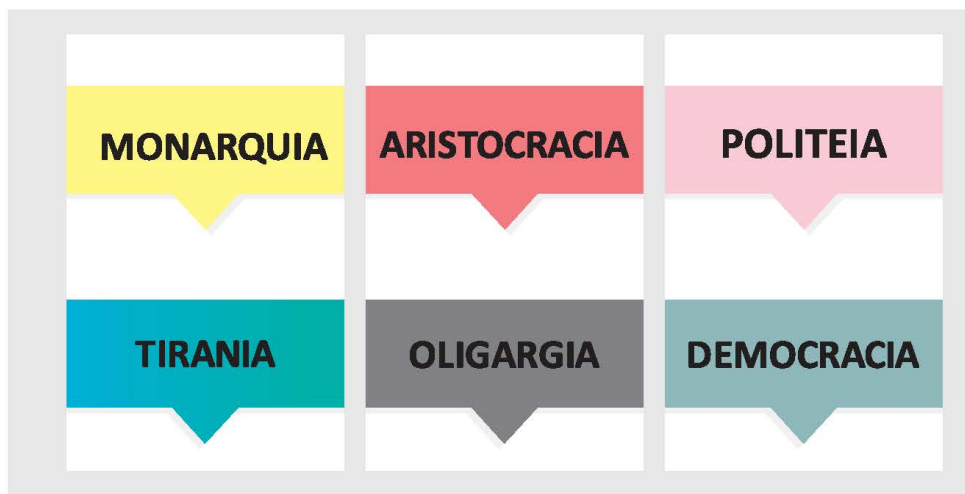 MONARQUIA
ARISTOCRACIA
POLITEIA
TIRANIA
OLIGARGIA
DEMOCRACIA